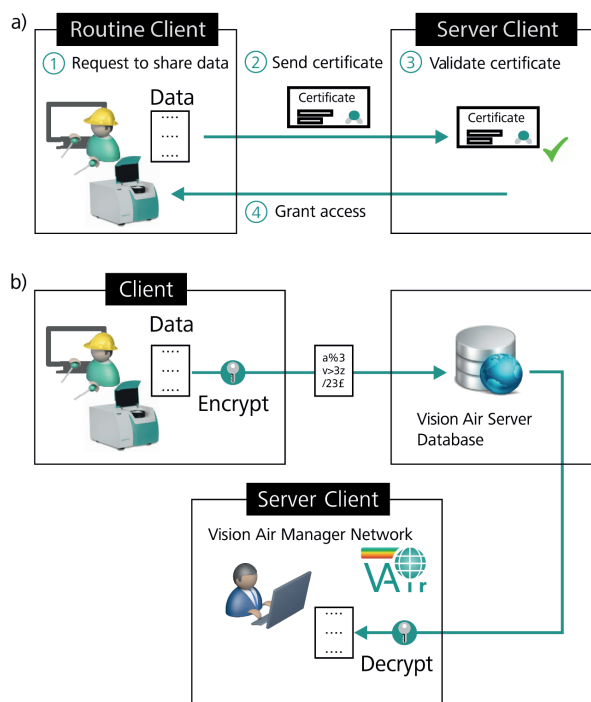 a)
Routine Client
Server Client
1 Request to share data
2 Send certificate
3 Validate certificate
Data
....
....
....
Certificate
Certificate
4 Grant access
b)
Client
Data
....
....
....
Encrypt
a%3
v>3z
/23£
Vision Air Server
Database
Server Client
Vision Air Manager Network
VAir
....
....
....
Decrypt